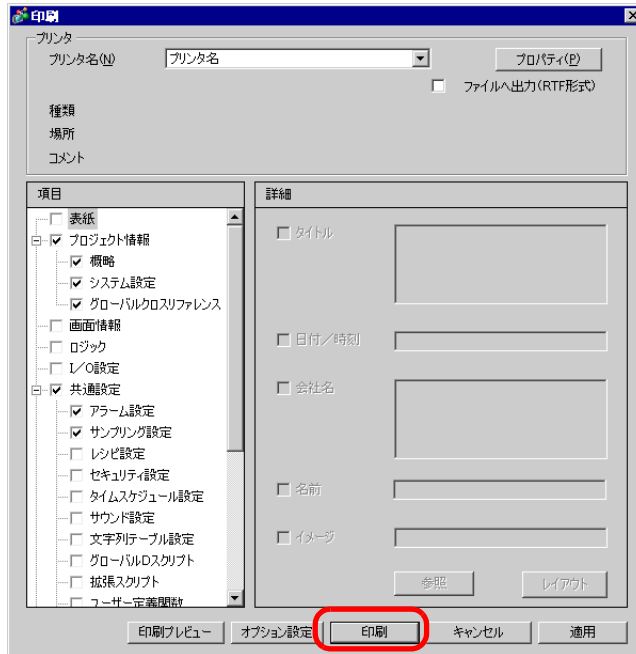 印刷
プリンタ
プリンタ名(N) プリンタ名 プロパティ(P)
ファイルへ出力(RTF形式)
種類
場所
コメント
項目
表紙
プロジェクト情報
概略
システム設定
グローバルクロスリファレンス
画面情報
ロジック
I/O設定
共通設定
アラーム設定
サンプリング設定
レシピ設定
セキュリティ設定
タイムスケジュール設定
サウンド設定
文字列テーブル設定
グローバルDスクリプト
拡張スクリプト
ユーザー定義関数
詳細
タイトル
日付/時刻
会社名
名前
イメージ
参照 レイアウト
印刷プレビュー オプション設定 印刷 キャンセル 適用